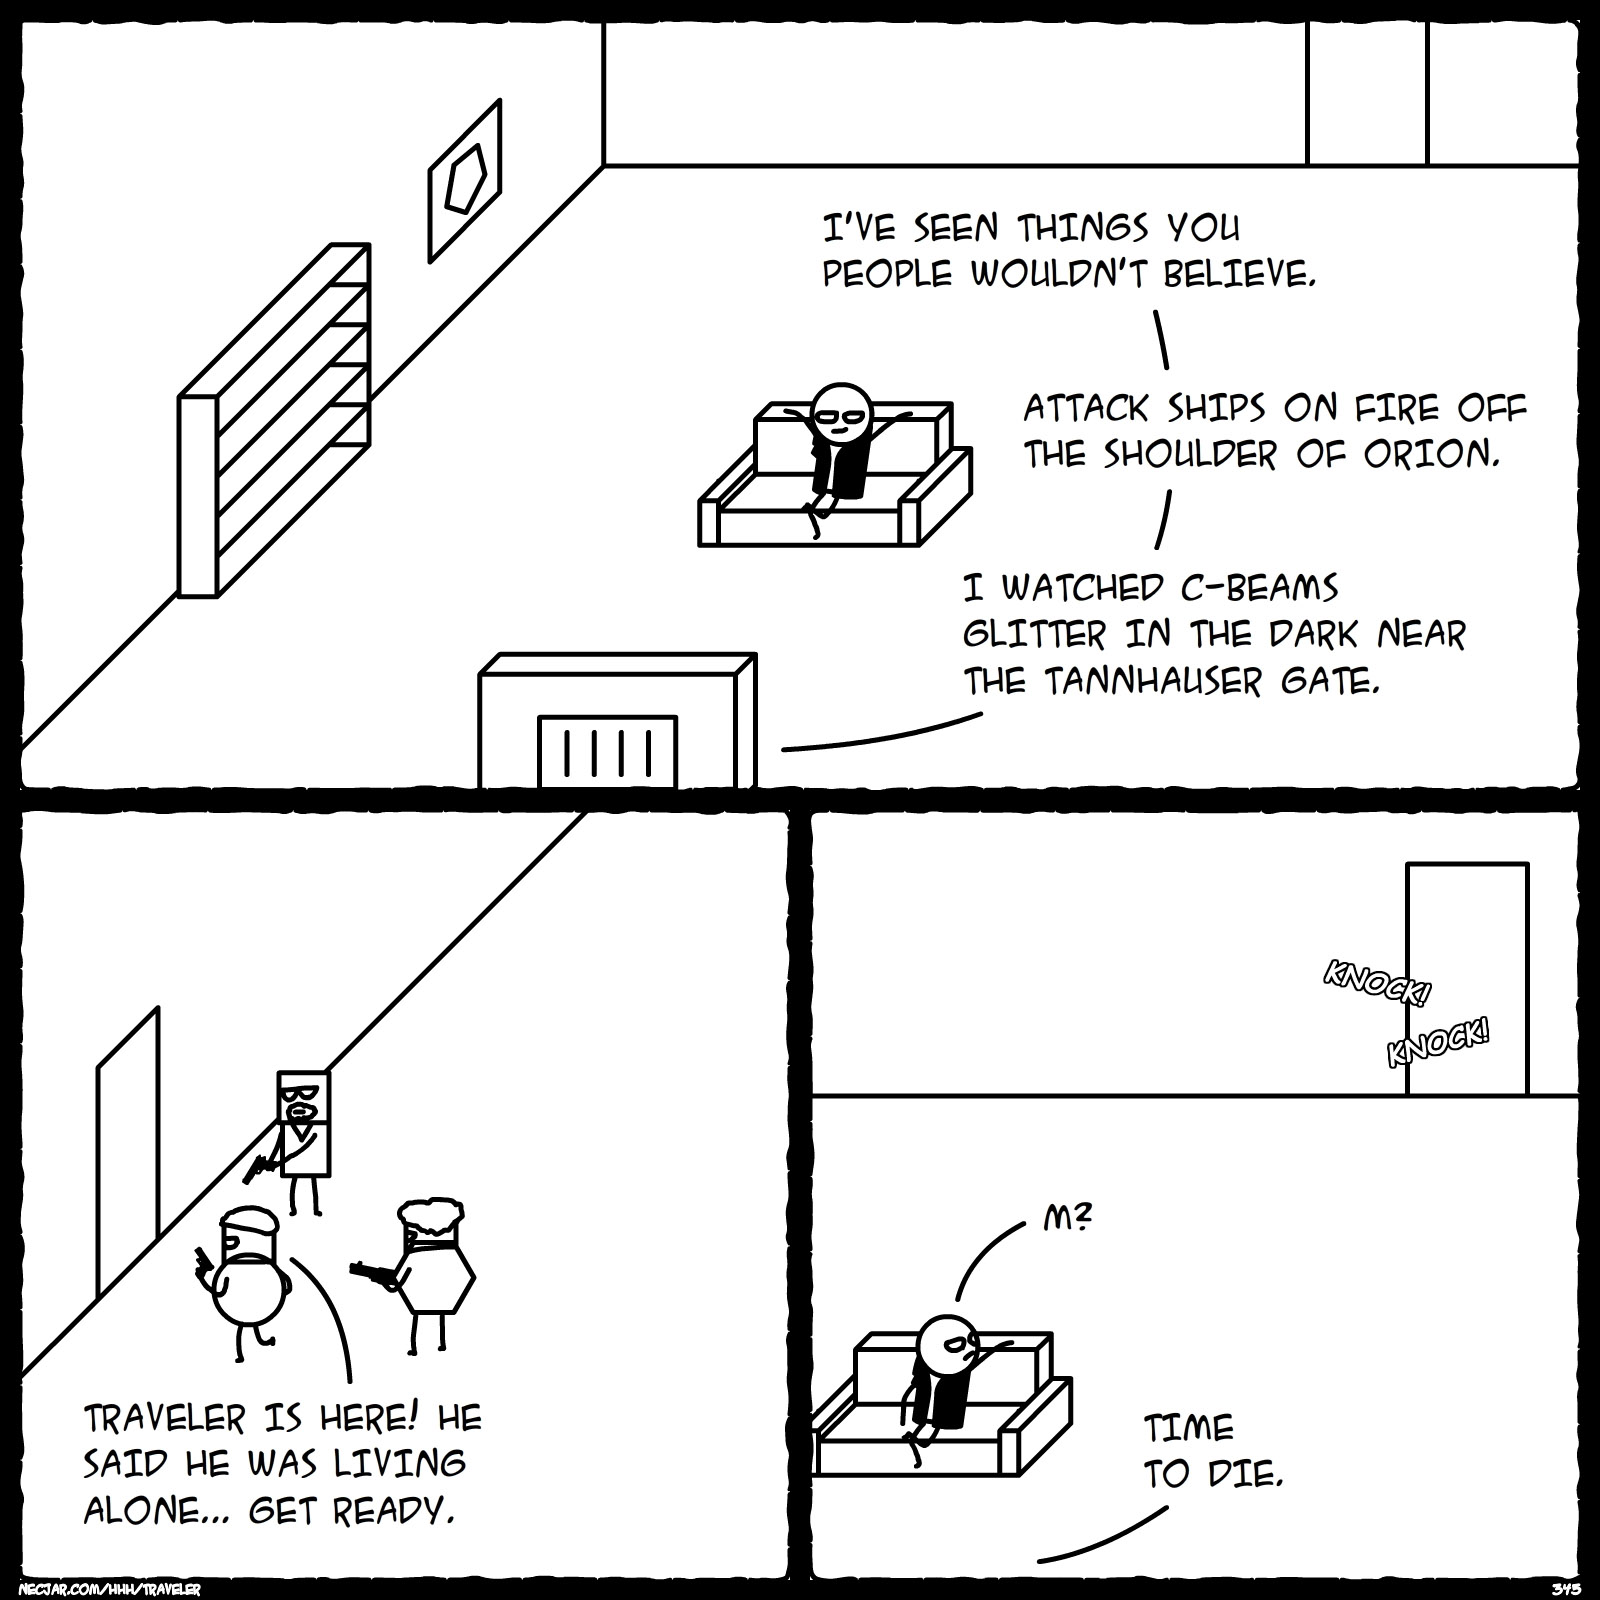 I'VE SEEN THINGS YOU
PEOPLE WOULDN'T BELIEVE.
ATTACK SHIPS ON FIRE OFF
THE SHOULDER OF ORION.
I WATCHED C-BEAMS
GLITTER IN THE DARK NEAR
THE TANNHAUSER GATE.
TRAVELER IS HERE! HE
SAID HE WAS LIVING
ALONE... GET READY.
KNOCK!
KNOCK!
M?
TIME
TO DIE.
NECJAR.COM/HHH/TRAVELER
345